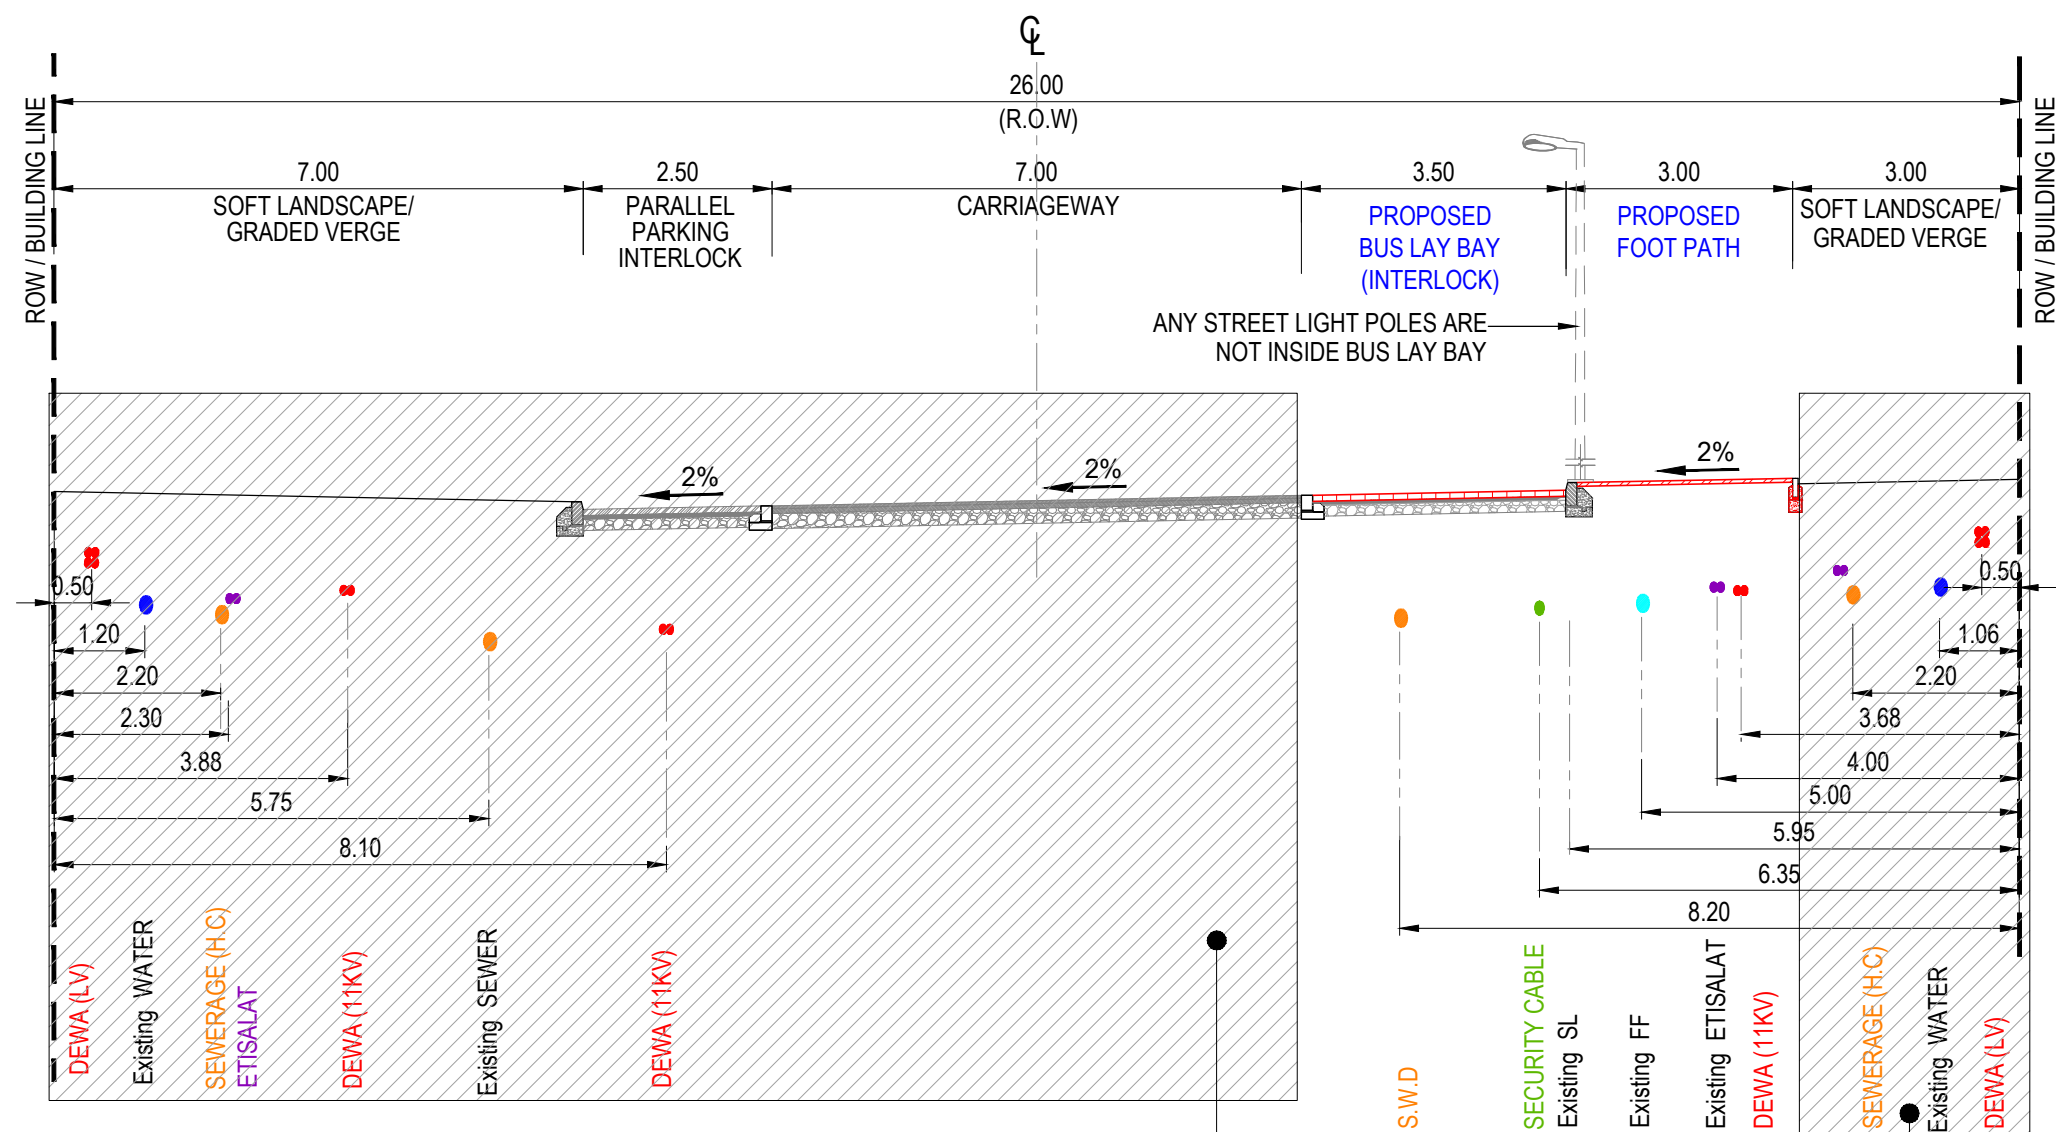 ℄
26.00
(R.O.W)
ROW / BUILDING LINE
ROW / BUILDING LINE
7.00
SOFT LANDSCAPE/
GRADED VERGE
2.50
PARALLEL
PARKING
INTERLOCK
7.00
CARRIAGEWAY
3.50
PROPOSED
BUS LAY BAY
(INTERLOCK)
3.00
PROPOSED
FOOT PATH
3.00
SOFT LANDSCAPE/
GRADED VERGE
ANY STREET LIGHT POLES ARE
NOT INSIDE BUS LAY BAY
2%
2%
2%
0.50
1.20
2.20
2.30
3.88
5.75
8.10
0.50
1.06
2.20
3.68
4.00
5.00
5.95
6.35
8.20
DEWA (LV)
Existing WATER
SEWERAGE (H.C)
ETISALAT
DEWA (11KV)
Existing SEWER
DEWA (11KV)
S.W.D
SECURITY CABLE
Existing SL
Existing FF
Existing ETISALAT
DEWA (11KV)
SEWERAGE (H.C)
Existing WATER
DEWA (LV)